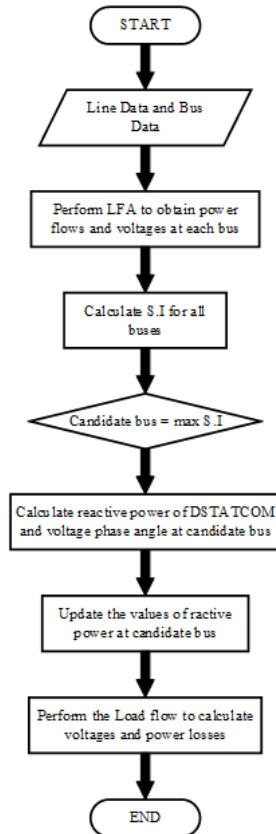 START
Line Data and Bus
Data
Perform LFA to obtain power
flows and voltages at each bus
Calculate S.I for all
buses
Candidate bus = max S.I
Calculate reactive power of DSTATCOM
and voltage phase angle at candidate bus
Update the values of ractive
power at candidate bus
Perform the Load flow to calculate
voltages and power losses
END